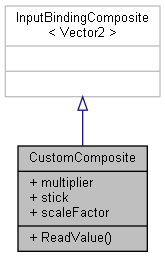 InputBindingComposite
< Vector2 >
CustomComposite
+ multiplier
+ stick
+ scaleFactor
+ ReadValue()